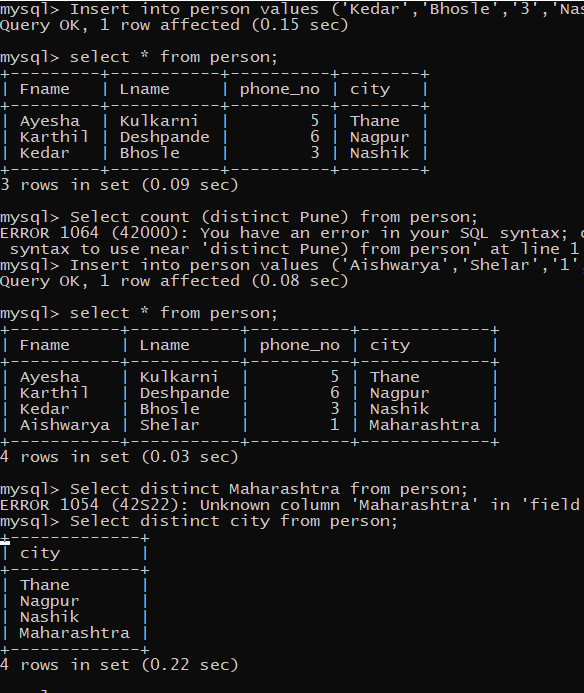 mysql> Insert into person values ('Kedar','Bhosle','3','Nas
Query OK, 1 row affected (0.15 sec)
mysql> select * from person;
+---------+-----------+----------+--------+
| Fname   | Lname     | phone_no | city   |
+---------+-----------+----------+--------+
| Ayesha  | Kulkarni  |        5 | Thane  |
| Karthil | Deshpande |        6 | Nagpur |
| Kedar   | Bhosle    |        3 | Nashik |
+---------+-----------+----------+--------+
3 rows in set (0.09 sec)
mysql> Select count (distinct Pune) from person;
ERROR 1064 (42000): You have an error in your SQL syntax; c
 syntax to use near 'distinct Pune) from person' at line 1
mysql> Insert into person values ('Aishwarya','Shelar','1',
Query OK, 1 row affected (0.08 sec)
mysql> select * from person;
+-----------+-----------+----------+-------------+
| Fname     | Lname     | phone_no | city        |
+-----------+-----------+----------+-------------+
| Ayesha    | Kulkarni  |        5 | Thane       |
| Karthil   | Deshpande |        6 | Nagpur      |
| Kedar     | Bhosle    |        3 | Nashik      |
| Aishwarya | Shelar    |        1 | Maharashtra |
+-----------+-----------+----------+-------------+
4 rows in set (0.03 sec)
mysql> Select distinct Maharashtra from person;
ERROR 1054 (42S22): Unknown column 'Maharashtra' in 'field
mysql> Select distinct city from person;
+-------------+
| city        |
+-------------+
| Thane       |
| Nagpur      |
| Nashik      |
| Maharashtra |
+-------------+
4 rows in set (0.22 sec)